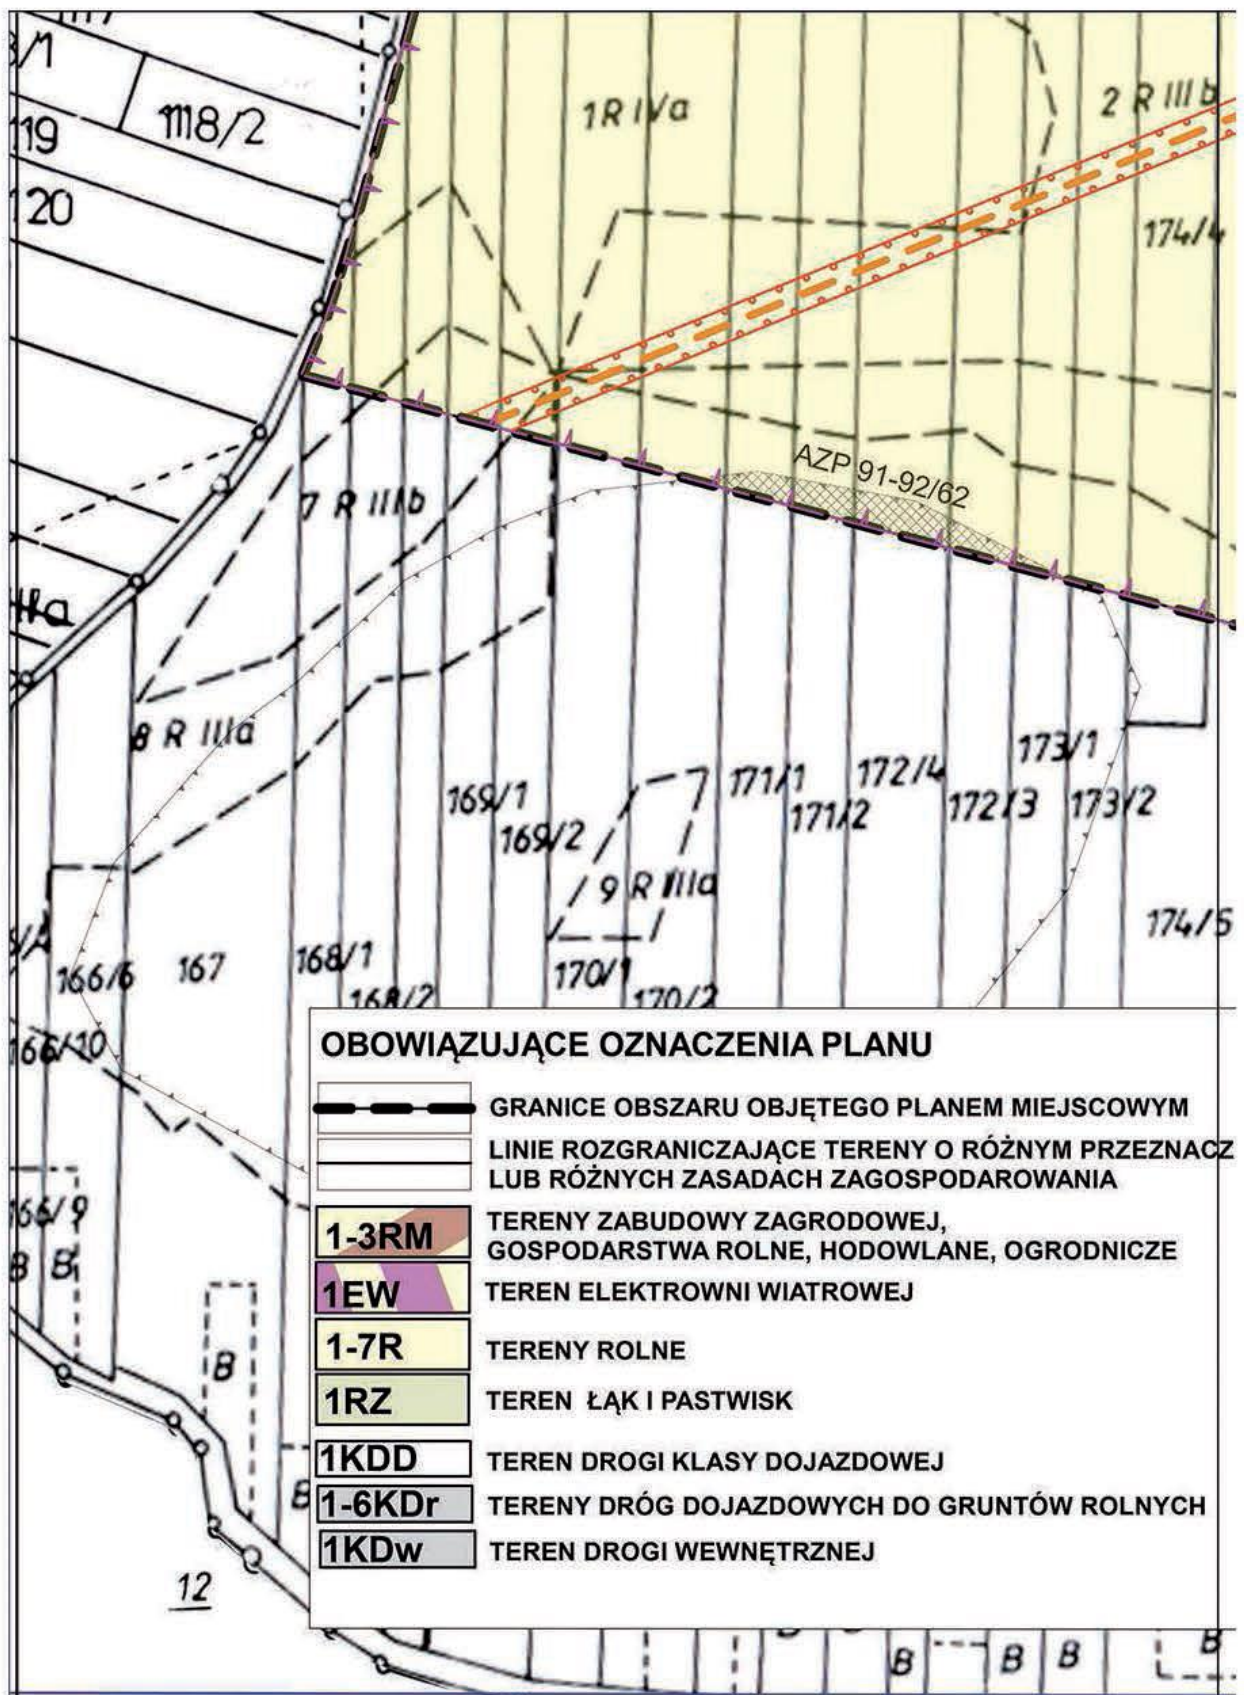 1118/2
119
120
1 R IVa
2 R IIIb
174/4
AZP 91-92/62
7 R IIIb
8 R IIIa
169/1
169/2
9 R IIIa
171/1
171/2
172/4
172/3
173/1
173/2
174/5
166/6
167
168/1
168/2
170/1
170/2
166/10
166/9
B B
B
B
12
OBOWIĄZUJĄCE OZNACZENIA PLANU
GRANICE OBSZARU OBJĘTEGO PLANEM MIEJSCOWYM
LINIE ROZGRANICZAJĄCE TERENY O RÓŻNYM PRZEZNACZ
LUB RÓŻNYCH ZASADACH ZAGOSPODAROWANIA
1-3RM TERENY ZABUDOWY ZAGRODOWEJ,
GOSPODARSTWA ROLNE, HODOWLANE, OGRODNICZE
1EW TEREN ELEKTROWNI WIATROWEJ
1-7R TERENY ROLNE
1RZ TEREN ŁĄK I PASTWISK
1KDD TEREN DROGI KLASY DOJAZDOWEJ
1-6KDr TERENY DRÓG DOJAZDOWYCH DO GRUNTÓW ROLNYCH
1KDw TEREN DROGI WEWNĘTRZNEJ
B B B B